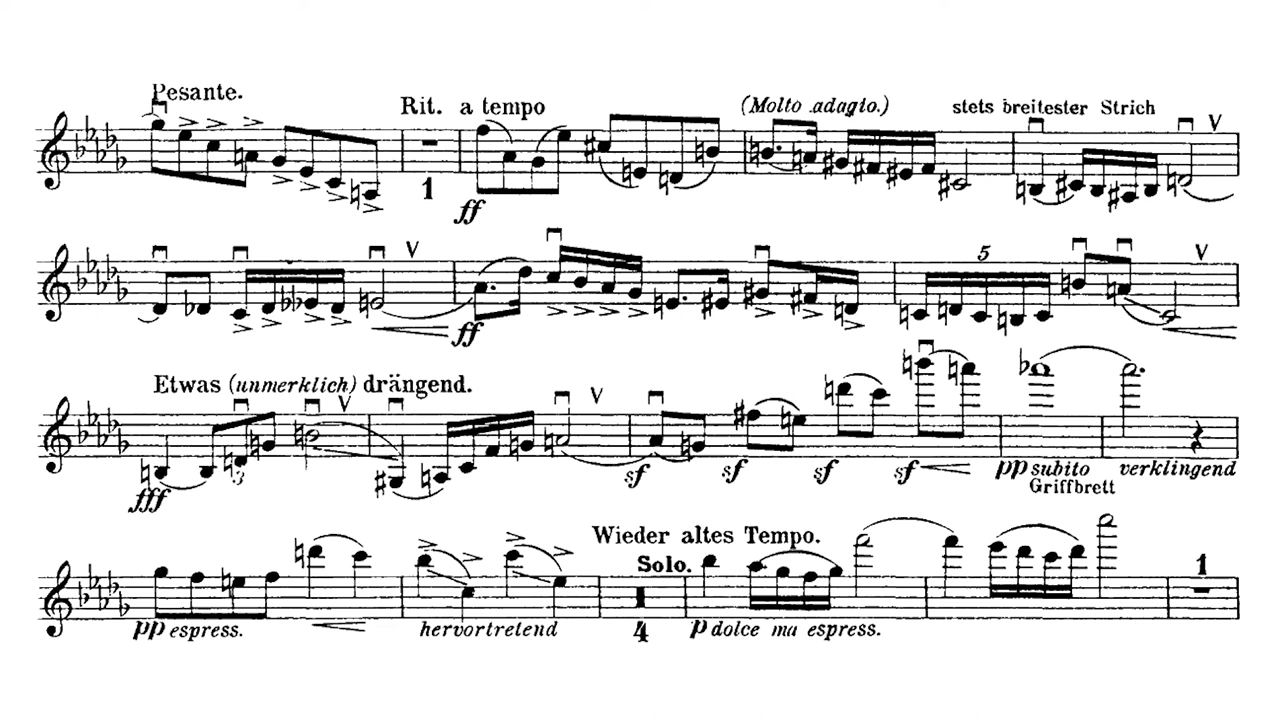 Pesante.
Rit. a tempo
(Molto adagio.)
stets breitester Strich
1
ff
V
V
ff
5
V
Etwas (unmerklich) drängend.
V
V
fff
3
sf
sf
sf
sf
pp subito
verklingend
Griffbrett
Wieder altes Tempo.
Solo.
1
pp espress.
hervortretend
4
p dolce ma espress.